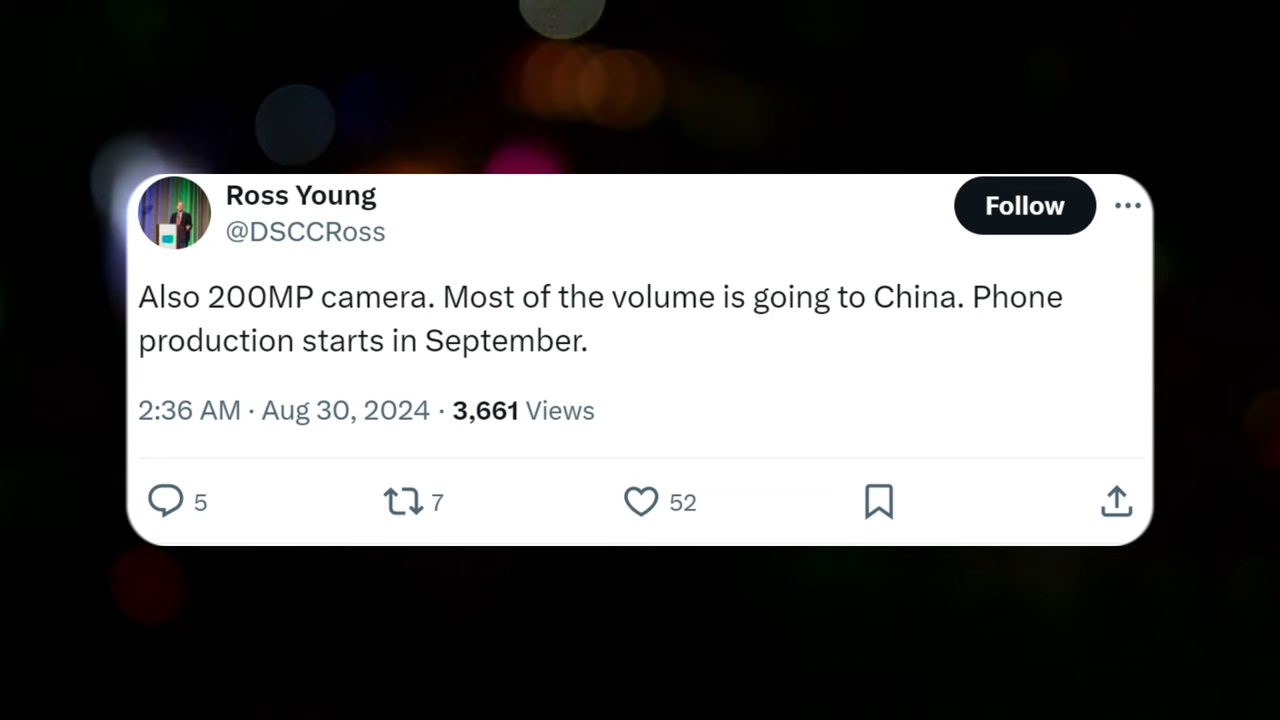 Ross Young
Follow
@DSCCRoss
Also 200MP camera. Most of the volume is going to China. Phone
production starts in September.
2:36 AM · Aug 30, 2024 · 3,661 Views
5 7 52